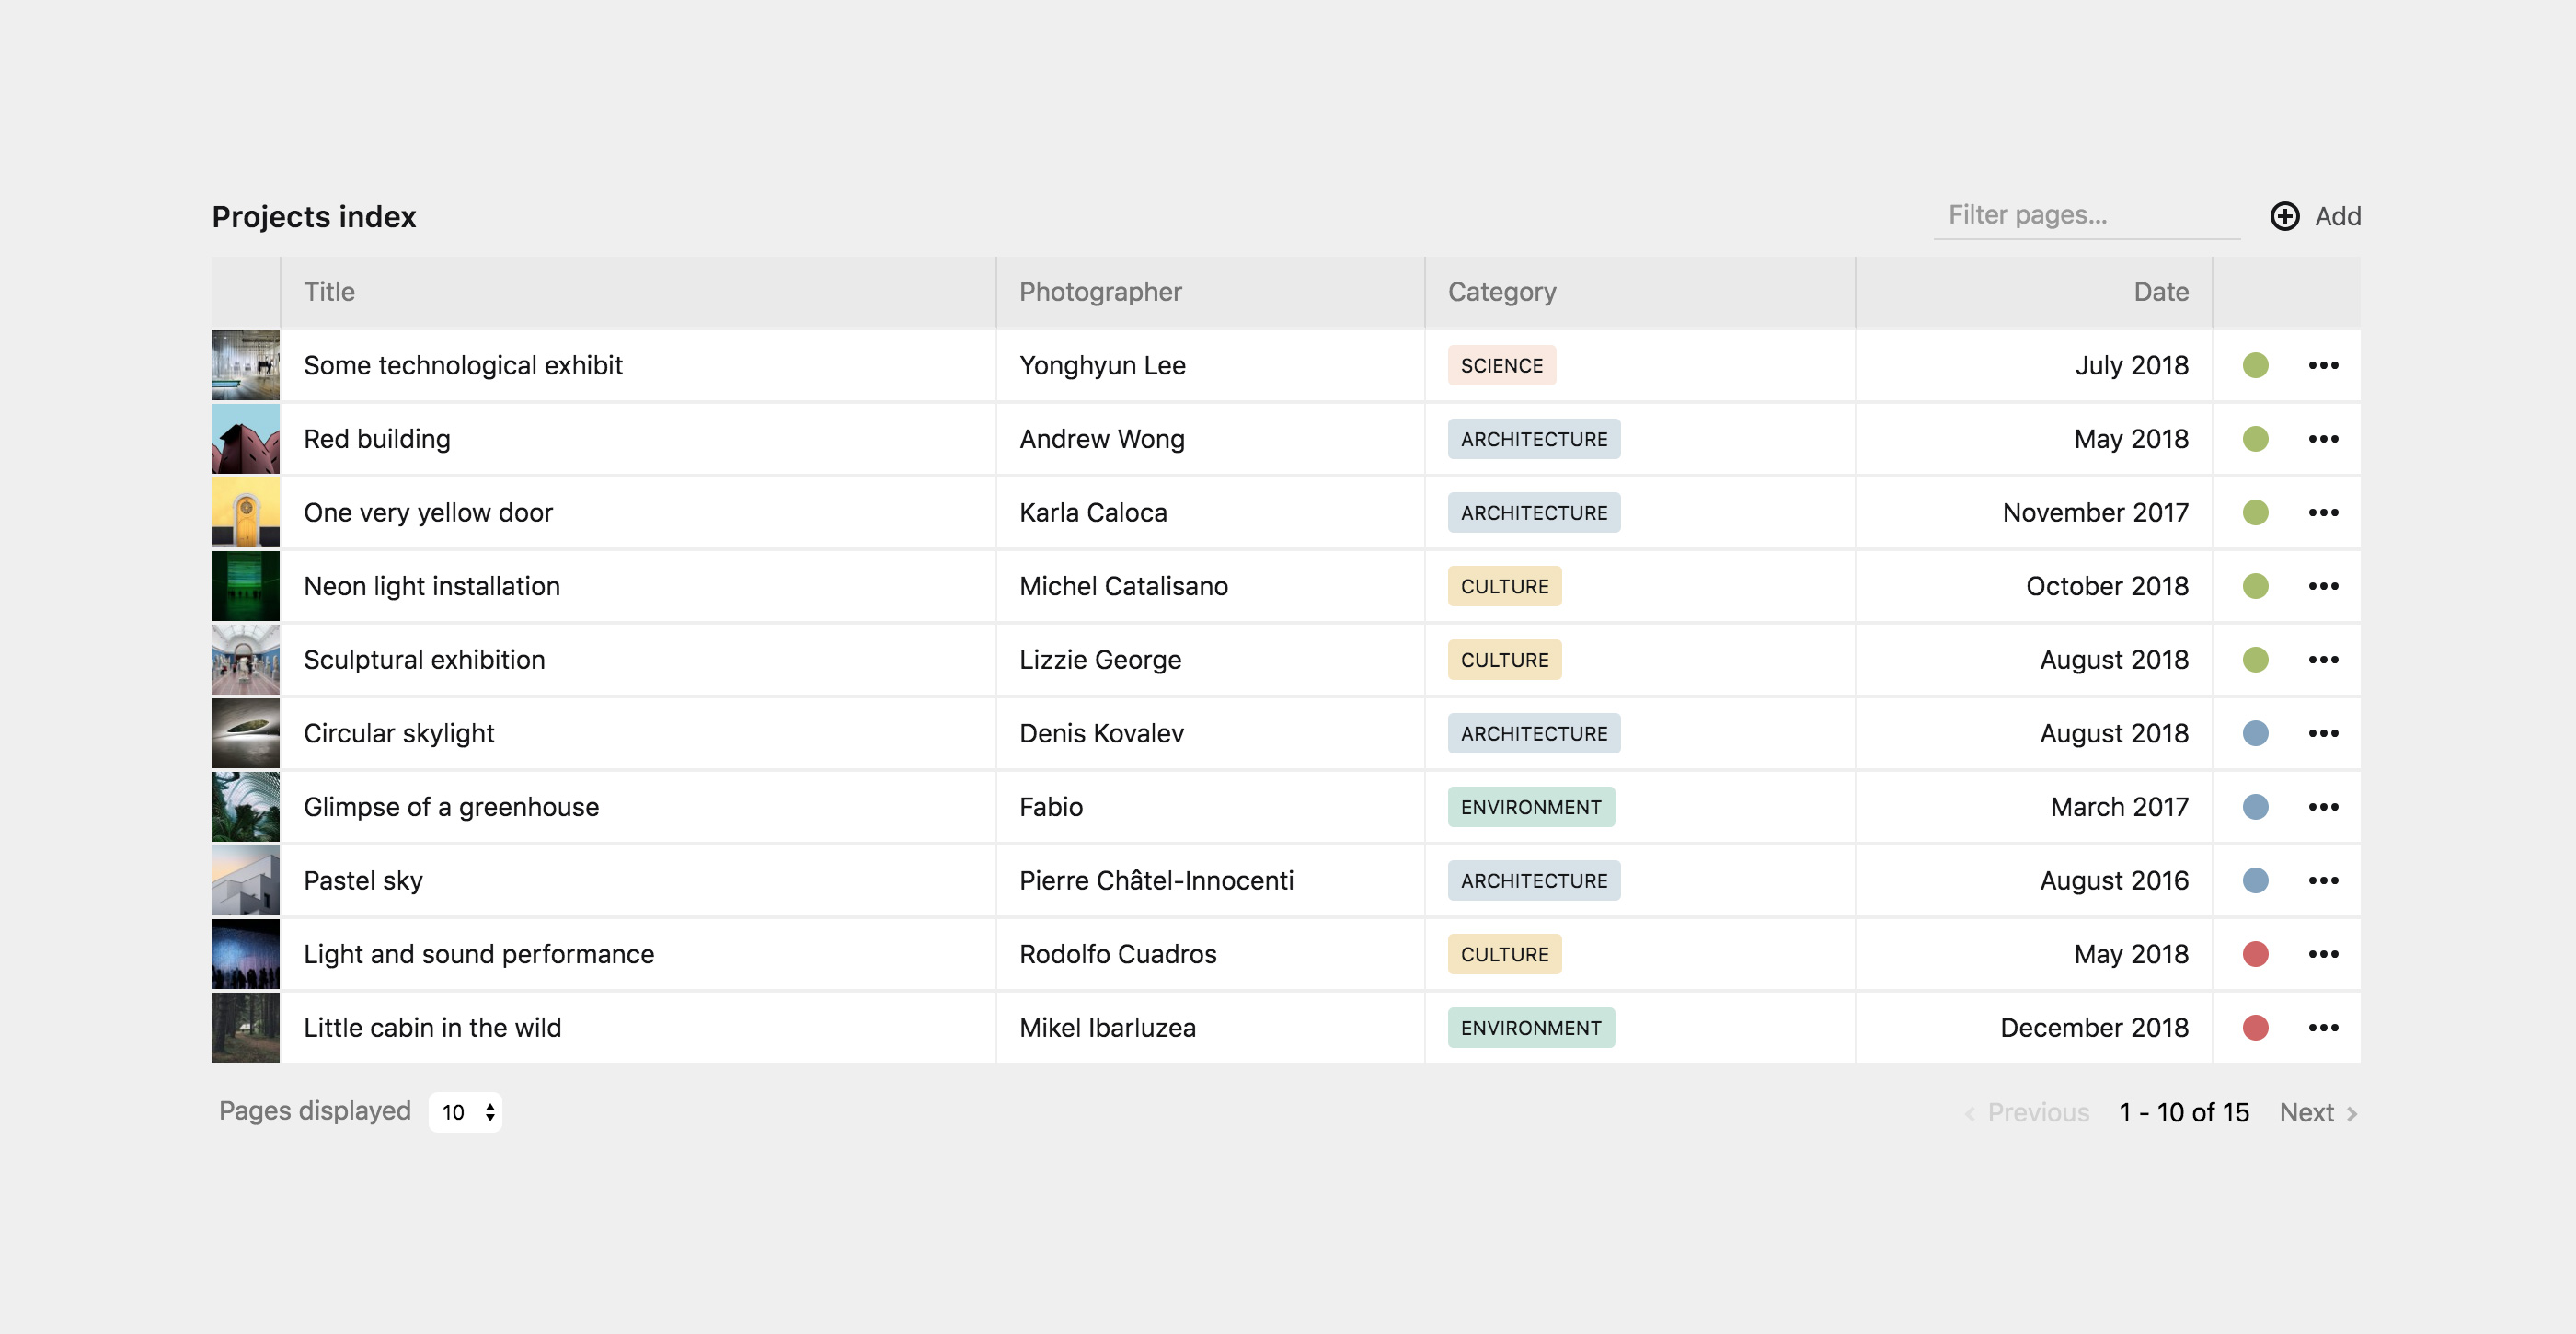 Projects index
Filter pages...
Add
Title Photographer Category Date
Some technological exhibit Yonghyun Lee SCIENCE July 2018
Red building Andrew Wong ARCHITECTURE May 2018
One very yellow door Karla Caloca ARCHITECTURE November 2017
Neon light installation Michel Catalisano CULTURE October 2018
Sculptural exhibition Lizzie George CULTURE August 2018
Circular skylight Denis Kovalev ARCHITECTURE August 2018
Glimpse of a greenhouse Fabio ENVIRONMENT March 2017
Pastel sky Pierre Châtel-Innocenti ARCHITECTURE August 2016
Light and sound performance Rodolfo Cuadros CULTURE May 2018
Little cabin in the wild Mikel Ibarluzea ENVIRONMENT December 2018
Pages displayed 10
Previous 1 - 10 of 15 Next